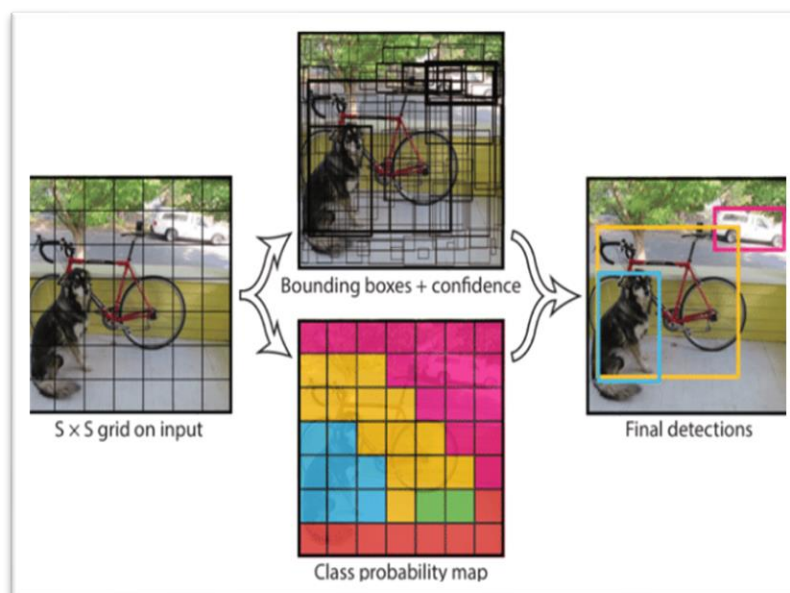 Bounding boxes + confidence
S × S grid on input
Final detections
Class probability map